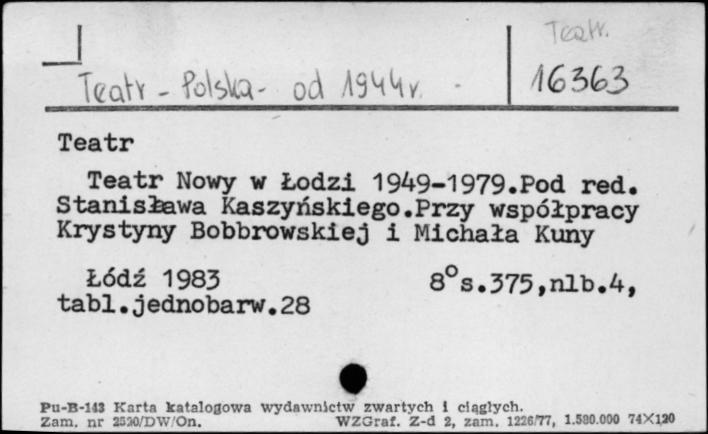 Teatr.
Teatr - Polska - od 1944r.
16363
Teatr
Teatr Nowy w Łodzi 1949-1979.Pod red.
Stanisława Kaszyńskiego.Przy współpracy
Krystyny Bobbrowskiej i Michała Kuny
Łódź 1983 8°s.375,nlb.4,
tabl.jednobarw.28
Pu-B-143 Karta katalogowa wydawnictw zwartych i ciągłych.
Zam. nr 2520/DW/On. WZGraf. Z-d 2, zam. 1226/77, 1.580.000 74X120